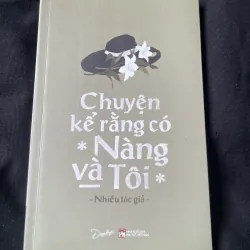 Chuyện
kể rằng có
* Nàng
và Tôi *
- Nhiều tác giả -